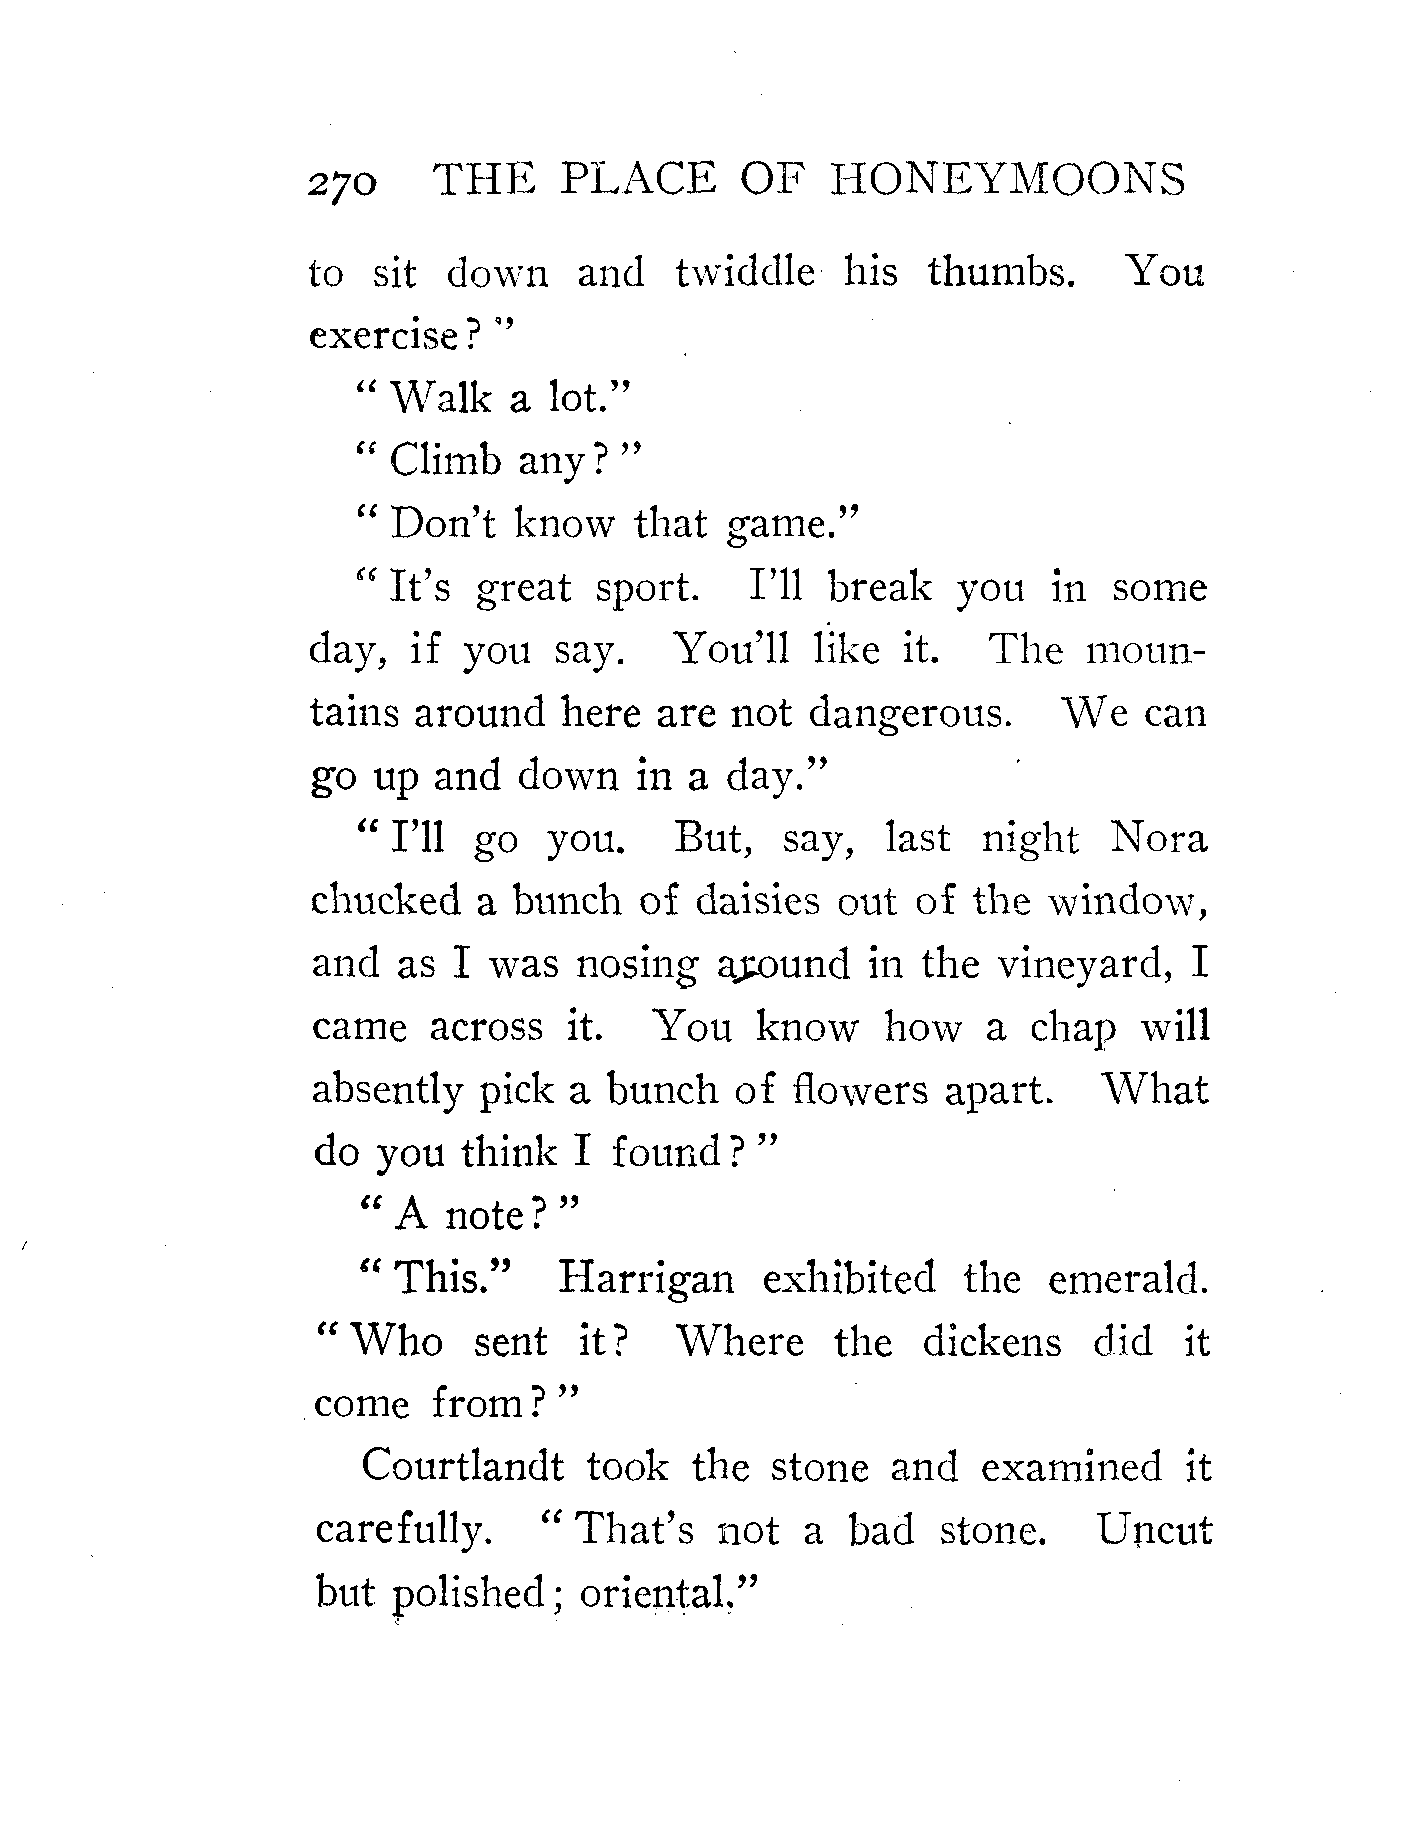 270 THE PLACE OF HONEYMOONS
to sit down and twiddle his thumbs. You
exercise?"
"Walk a lot."
"Climb any?"
"Don't know that game."
"It's great sport. I'll break you in some
day, if you say. You'll like it. The moun-
tains around here are not dangerous. We can
go up and down in a day."
"I'll go you. But, say, last night Nora
chucked a bunch of daisies out of the window,
and as I was nosing around in the vineyard, I
came across it. You know how a chap will
absently pick a bunch of flowers apart. What
do you think I found?"
"A note?"
"This." Harrigan exhibited the emerald.
"Who sent it? Where the dickens did it
come from?"
Courtlandt took the stone and examined it
carefully. "That's not a bad stone. Uncut
but polished; oriental."